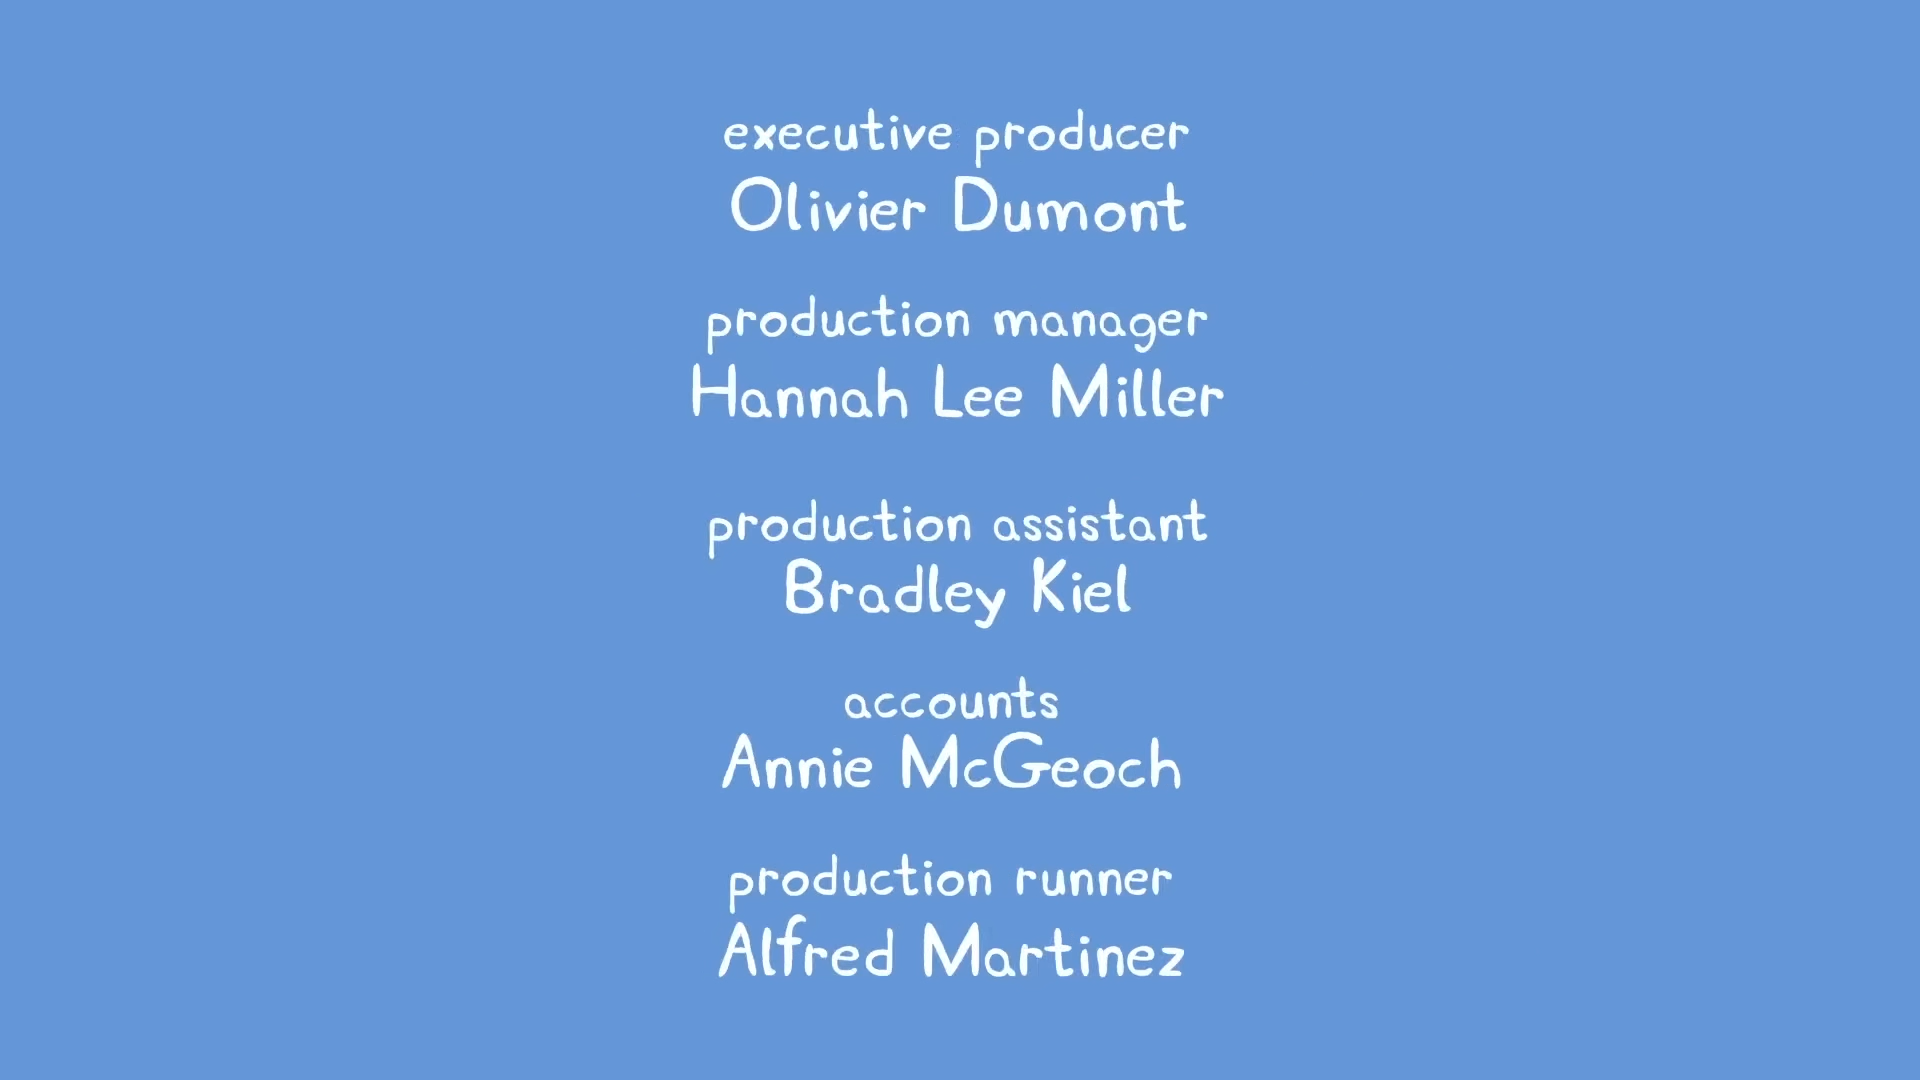 executive producer
Olivier Dumont
production manager
Hannah Lee Miller
production assistant
Bradley Kiel
accounts
Annie McGeoch
production runner
Alfred Martinez